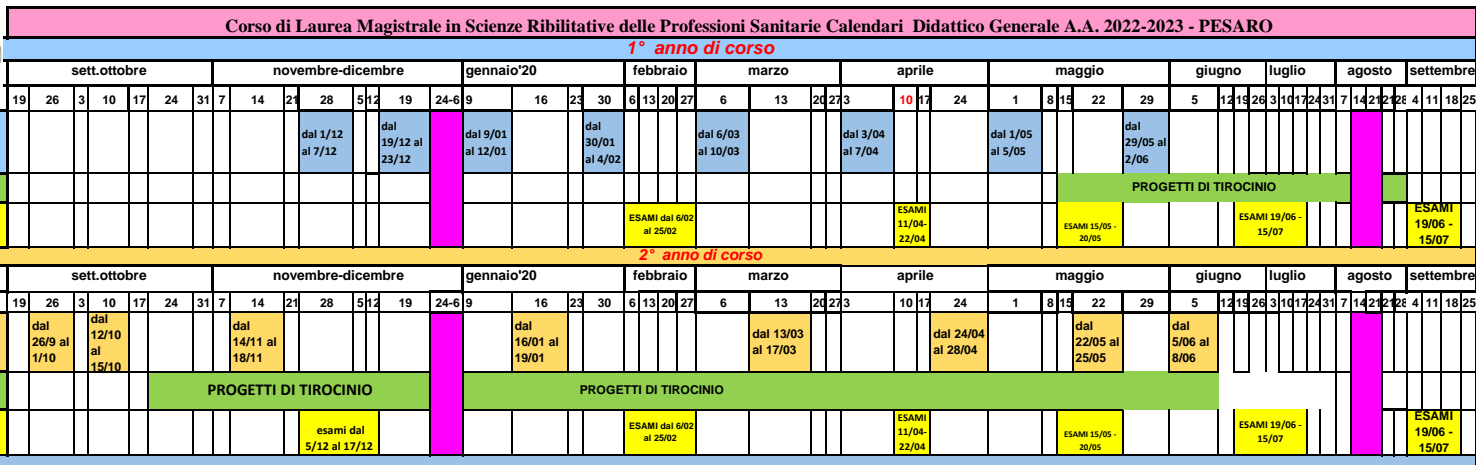 Corso di Laurea Magistrale in Scienze Ribilitative delle Professioni Sanitarie Calendari Didattico Generale A.A. 2022-2023 - PESARO
1° anno di corso
sett.ottobre novembre-dicembre gennaio'20 febbraio marzo aprile maggio giugno luglio agosto settembre
19 26 3 10 17 24 31 7 14 21 28 5 12 19 24-6 9 16 23 30 6 13 20 27 6 13 20 27 3 10 17 24 1 8 15 22 29 5 12 19 26 3 10 17 24 31 7 14 21 21 28 4 11 18 25
dal 1/12 al 7/12
dal 19/12 al 23/12
dal 9/01 al 12/01
dal 30/01 al 4/02
dal 6/03 al 10/03
dal 3/04 al 7/04
dal 1/05 al 5/05
dal 29/05 al 2/06
PROGETTI DI TIROCINIO
ESAMI dal 6/02 al 25/02
ESAMI 11/04-22/04
ESAMI 15/05 - 20/05
ESAMI 19/06 - 15/07
ESAMI 19/06 - 15/07
2° anno di corso
sett.ottobre novembre-dicembre gennaio'20 febbraio marzo aprile maggio giugno luglio agosto settembre
19 26 3 10 17 24 31 7 14 21 28 5 12 19 24-6 9 16 23 30 6 13 20 27 6 13 20 27 3 10 17 24 1 8 15 22 29 5 12 19 26 3 10 17 24 31 7 14 21 21 28 4 11 18 25
dal 26/9 al 1/10
dal 12/10 al 15/10
dal 14/11 al 18/11
dal 16/01 al 19/01
dal 13/03 al 17/03
dal 24/04 al 28/04
dal 22/05 al 25/05
dal 5/06 al 8/06
PROGETTI DI TIROCINIO PROGETTI DI TIROCINIO
esami dal 5/12 al 17/12
ESAMI dal 6/02 al 25/02
ESAMI 11/04-22/04
ESAMI 15/05 - 20/05
ESAMI 19/06 - 15/07
ESAMI 19/06 - 15/07